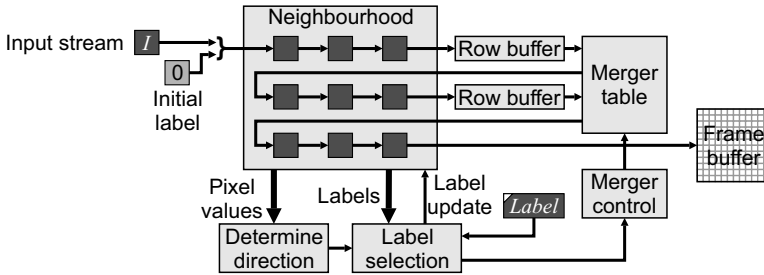 Neighbourhood
Input stream
I
0
Initial
label
Row buffer
Row buffer
Merger
table
Frame
buffer
Pixel
values
Labels
Label
update
Label
Merger
control
Determine
direction
Label
selection